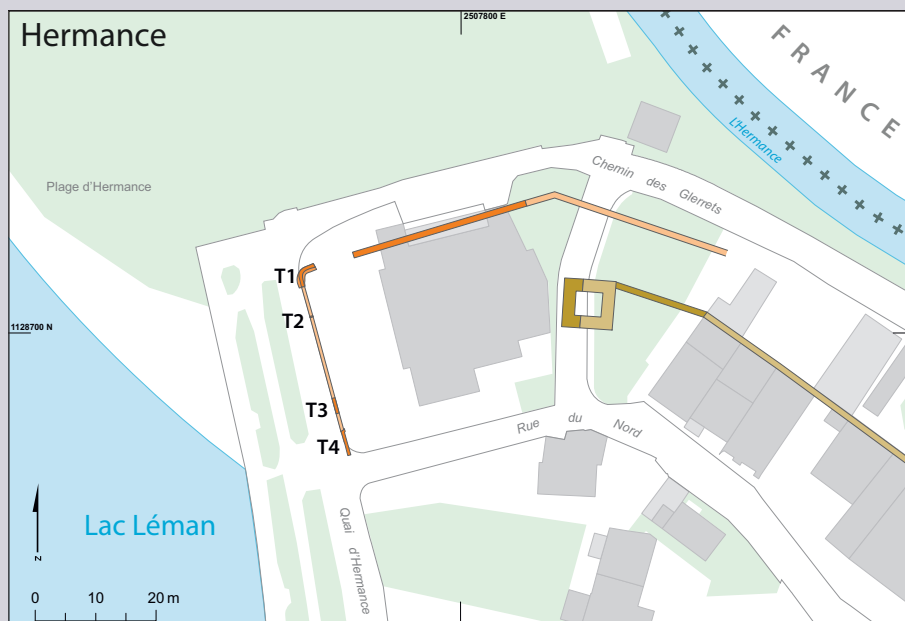 Hermance
2507800 E
FRANCE
L'Hermance
Chemin des Glerrets
Plage d'Hermance
T1
T2
1128700 N
T3
T4
Rue du Nord
Quai d'Hermance
Lac Léman
N
0 10 20 m